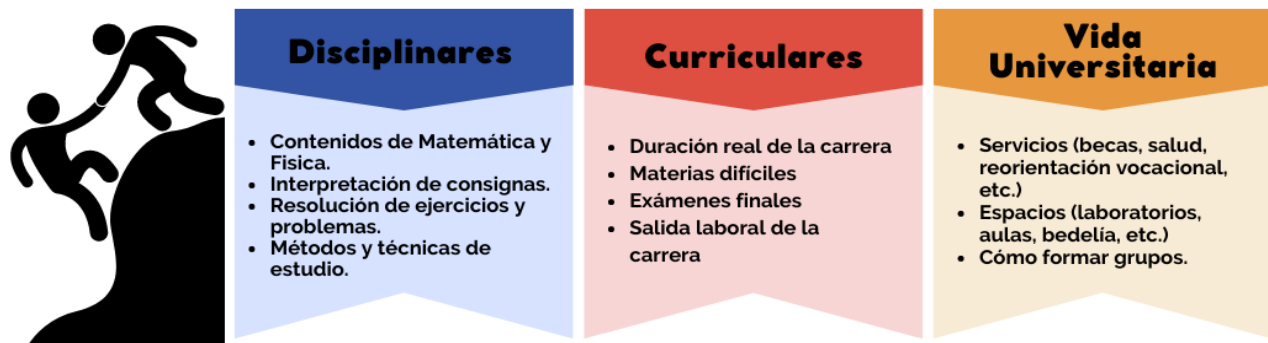 Disciplinares
• Contenidos de Matemática y
Fisica.
• Interpretación de consignas.
• Resolución de ejercicios y
problemas.
• Métodos y técnicas de
estudio.
Curriculares
• Duración real de la carrera
• Materias difíciles
• Exámenes finales
• Salida laboral de la
carrera
Vida
Universitaria
• Servicios (becas, salud,
reorientación vocacional,
etc.)
• Espacios (laboratorios,
aulas, bedelía, etc.)
• Cómo formar grupos.